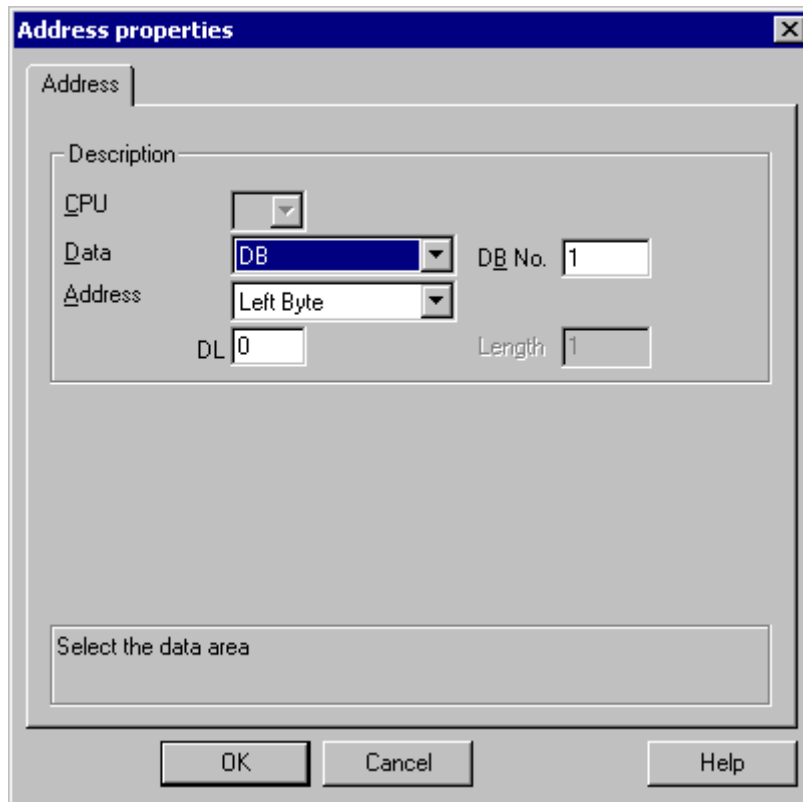 Address properties
Address
Description
CPU
Data DB DB No. 1
Address Left Byte
DL 0 Length 1
Select the data area
OK Cancel Help